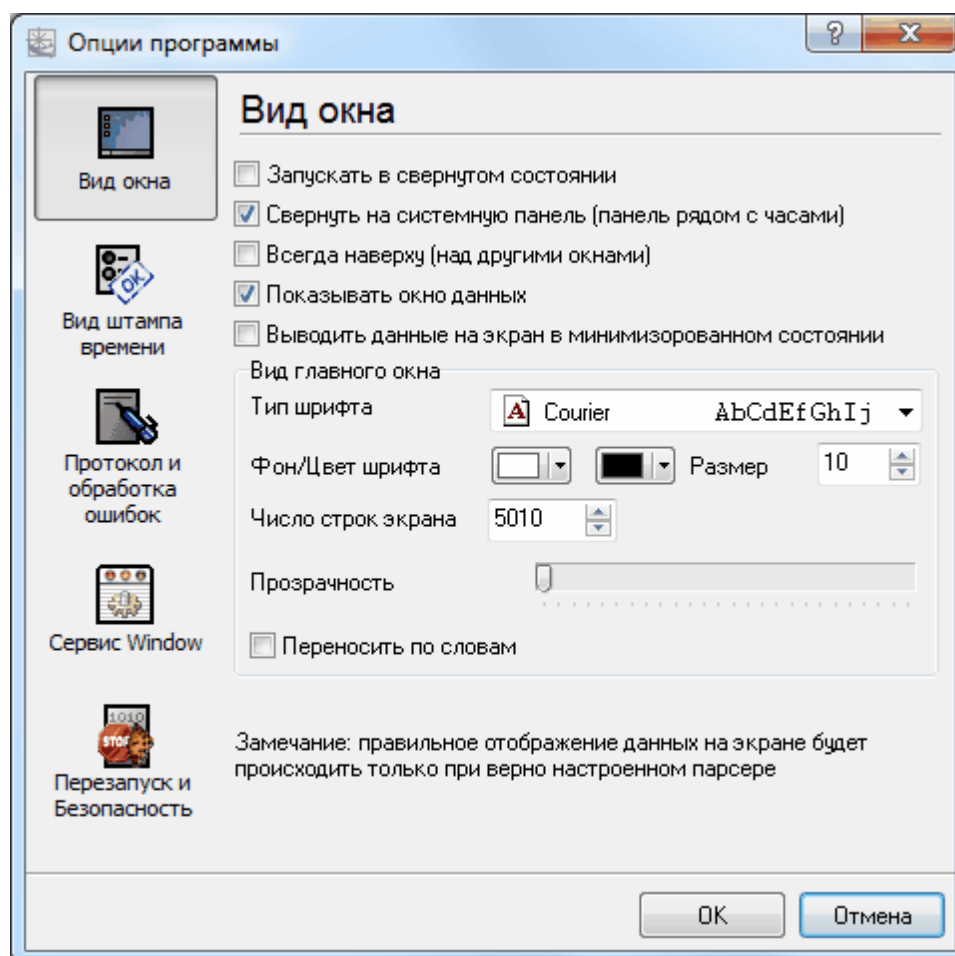 Опции программы
Вид окна
Вид штампа
времени
Протокол и
обработка
ошибок
Сервис Window
1010
STOP
Перезапуск и
Безопасность
Вид окна
Запускать в свернутом состоянии
Свернуть на системную панель (панель рядом с часами)
Всегда наверху (над другими окнами)
Показывать окно данных
Выводить данные на экран в минимизорованном состоянии
Вид главного окна
Тип шрифта
A Courier AbCdEfGhIj
Фон/Цвет шрифта Размер 10
Число строк экрана 5010
Прозрачность
Переносить по словам
Замечание: правильное отображение данных на экране будет
происходить только при верно настроенном парсере
OK Отмена